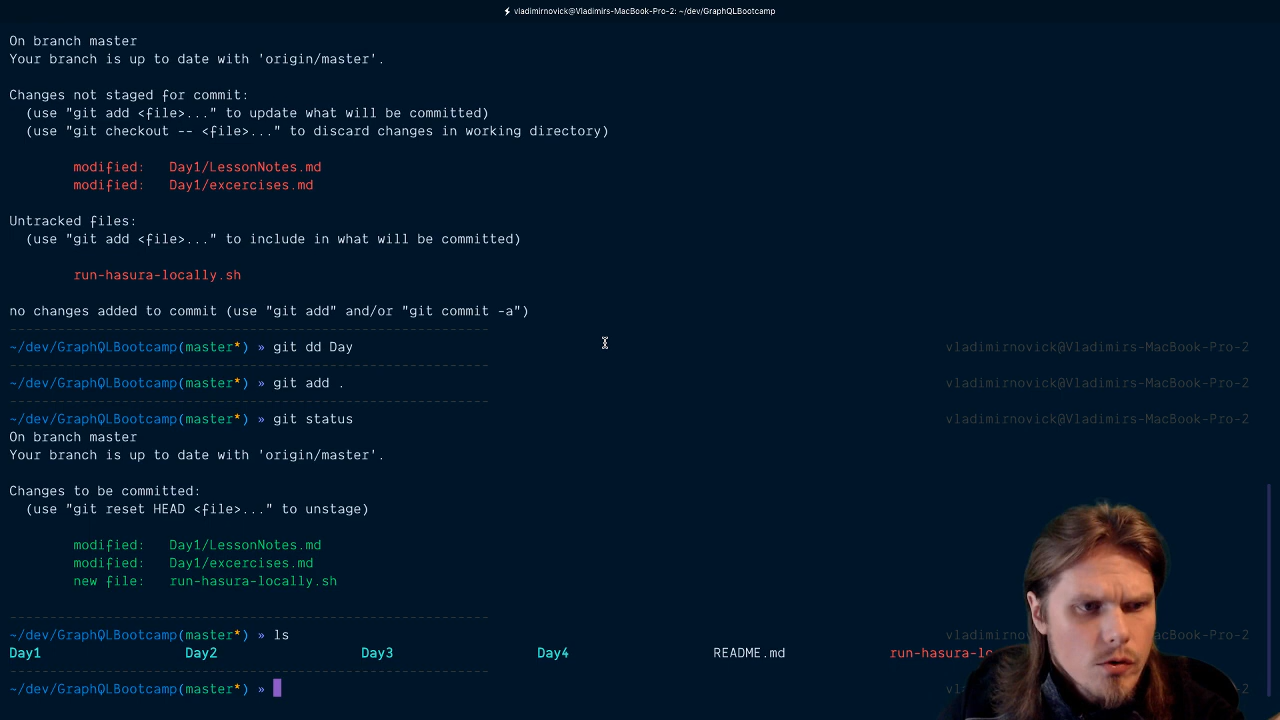 ⚡ vladimirnovick@Vladimirs-MacBook-Pro-2: ~/dev/GraphQLBootcamp
On branch master
Your branch is up to date with 'origin/master'.
Changes not staged for commit:
(use "git add <file>..." to update what will be committed)
(use "git checkout -- <file>..." to discard changes in working directory)
modified:   Day1/LessonNotes.md
modified:   Day1/excercises.md
Untracked files:
(use "git add <file>..." to include in what will be committed)
run-hasura-locally.sh
no changes added to commit (use "git add" and/or "git commit -a")
~/dev/GraphQLBootcamp(master*) » git dd Day vladimirnovick@Vladimirs-MacBook-Pro-2
~/dev/GraphQLBootcamp(master*) » git add . vladimirnovick@Vladimirs-MacBook-Pro-2
~/dev/GraphQLBootcamp(master*) » git status vladimirnovick@Vladimirs-MacBook-Pro-2
On branch master
Your branch is up to date with 'origin/master'.
Changes to be committed:
(use "git reset HEAD <file>..." to unstage)
modified:   Day1/LessonNotes.md
modified:   Day1/excercises.md
new file:   run-hasura-locally.sh
~/dev/GraphQLBootcamp(master*) » ls
Day1 Day2 Day3 Day4 README.md
~/dev/GraphQLBootcamp(master*) »